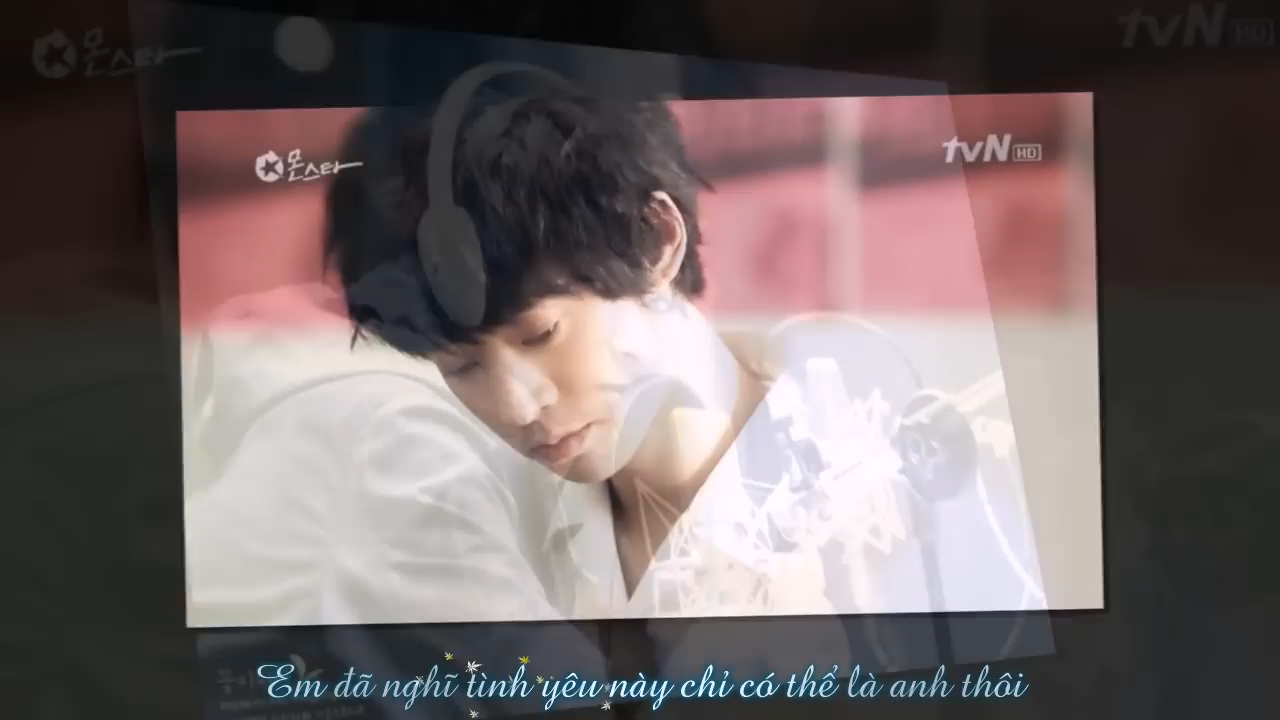 몬스타
tvN HD
몬스타
tvN HD
Em đã nghĩ tình yêu này chỉ có thể là anh thôi